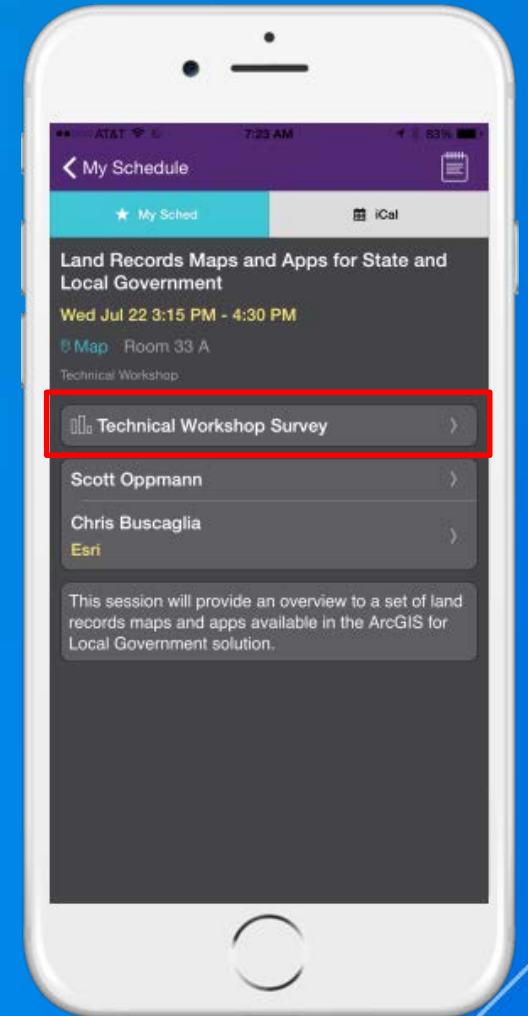 AT&T 7:23 AM 83%
My Schedule
My Sched iCal
Land Records Maps and Apps for State and
Local Government
Wed Jul 22 3:15 PM - 4:30 PM
Map Room 33 A
Technical Workshop
Technical Workshop Survey
Scott Oppmann
Chris Buscaglia
Esri
This session will provide an overview to a set of land
records maps and apps available in the ArcGIS for
Local Government solution.